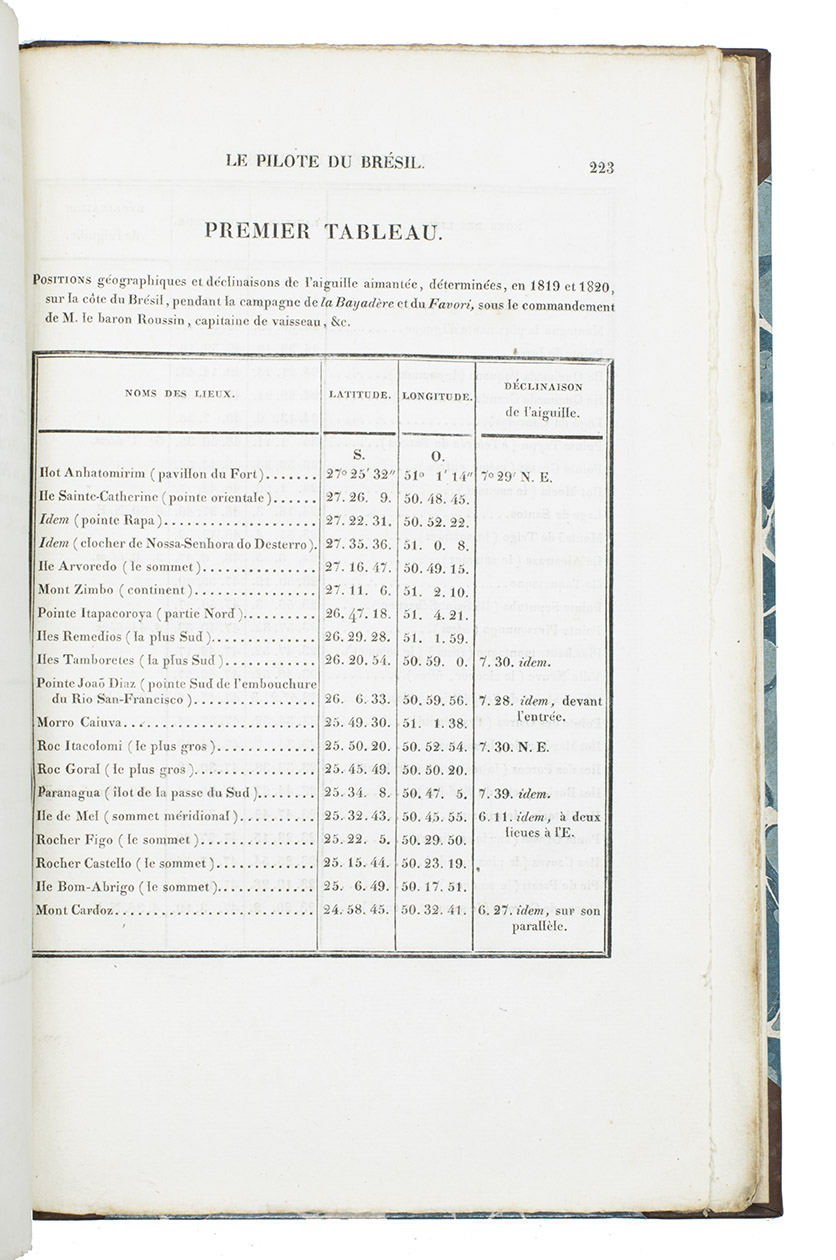 LE PILOTE DU BRÉSIL. 223
PREMIER TABLEAU.
POSITIONS géographiques et déclinaisons de l'aiguille aimantée, déterminées, en 1819 et 1820,
sur la côte du Brésil, pendant la campagne de la Bayadère et du Favori, sous le commandement
de M. le baron Roussin, capitaine de vaisseau, &c.
NOMS DES LIEUX. LATITUDE. LONGITUDE. DÉCLINAISON
de l'aiguille.
S. O.
Ilot Anhatomirim (pavillon du Fort)....... 27° 25' 32" 51° 1' 14" 7° 29' N. E.
Ile Sainte-Catherine (pointe orientale)...... 27. 26. 9. 50. 48. 45.
Idem (pointe Rapa)................... 27. 22. 31. 50. 52. 22.
Idem (clocher de Nossa-Senhora do Desterro). 27. 35. 36. 51. 0. 8.
Ile Arvoredo (le sommet)............... 27. 16. 47. 50. 49. 15.
Mont Zimbo (continent)................ 27. 11. 6. 51. 2. 10.
Pointe Itapacoroya (partie Nord).......... 26. 47. 18. 51. 4. 21.
Iles Remedios (la plus Sud)............. 26. 29. 28. 51. 1. 59.
Iles Tamboretes (la plus Sud)............ 26. 20. 54. 50. 59. 0. 7. 30. idem.
Pointe Joaõ Diaz (pointe Sud de l'embouchure
du Rio San-Francisco)................ 26. 6. 33. 50. 59. 56. 7. 28. idem, devant
l'entrée.
Morro Caiuva........................ 25. 49. 30. 51. 1. 38.
Roc Itacolomi (le plus gros)............. 25. 50. 20. 50. 52. 54. 7. 30. N. E.
Roc Goral (le plus gros)................ 25. 45. 49. 50. 50. 20.
Paranagua (îlot de la passe du Sud)........ 25. 34. 8. 50. 47. 5. 7. 39. idem.
Ile de Mel (sommet méridional).......... 25. 32. 43. 50. 45. 55. 6. 11. idem, à deux
lieues à l'E.
Rocher Figo (le sommet)............... 25. 22. 5. 50. 29. 50.
Rocher Castello (le sommet)............. 25. 15. 44. 50. 23. 19.
Ile Bom-Abrigo (le sommet)............. 25. 6. 49. 50. 17. 51.
Mont Cardoz......................... 24. 58. 45. 50. 32. 41. 6. 27. idem, sur son
parallèle.